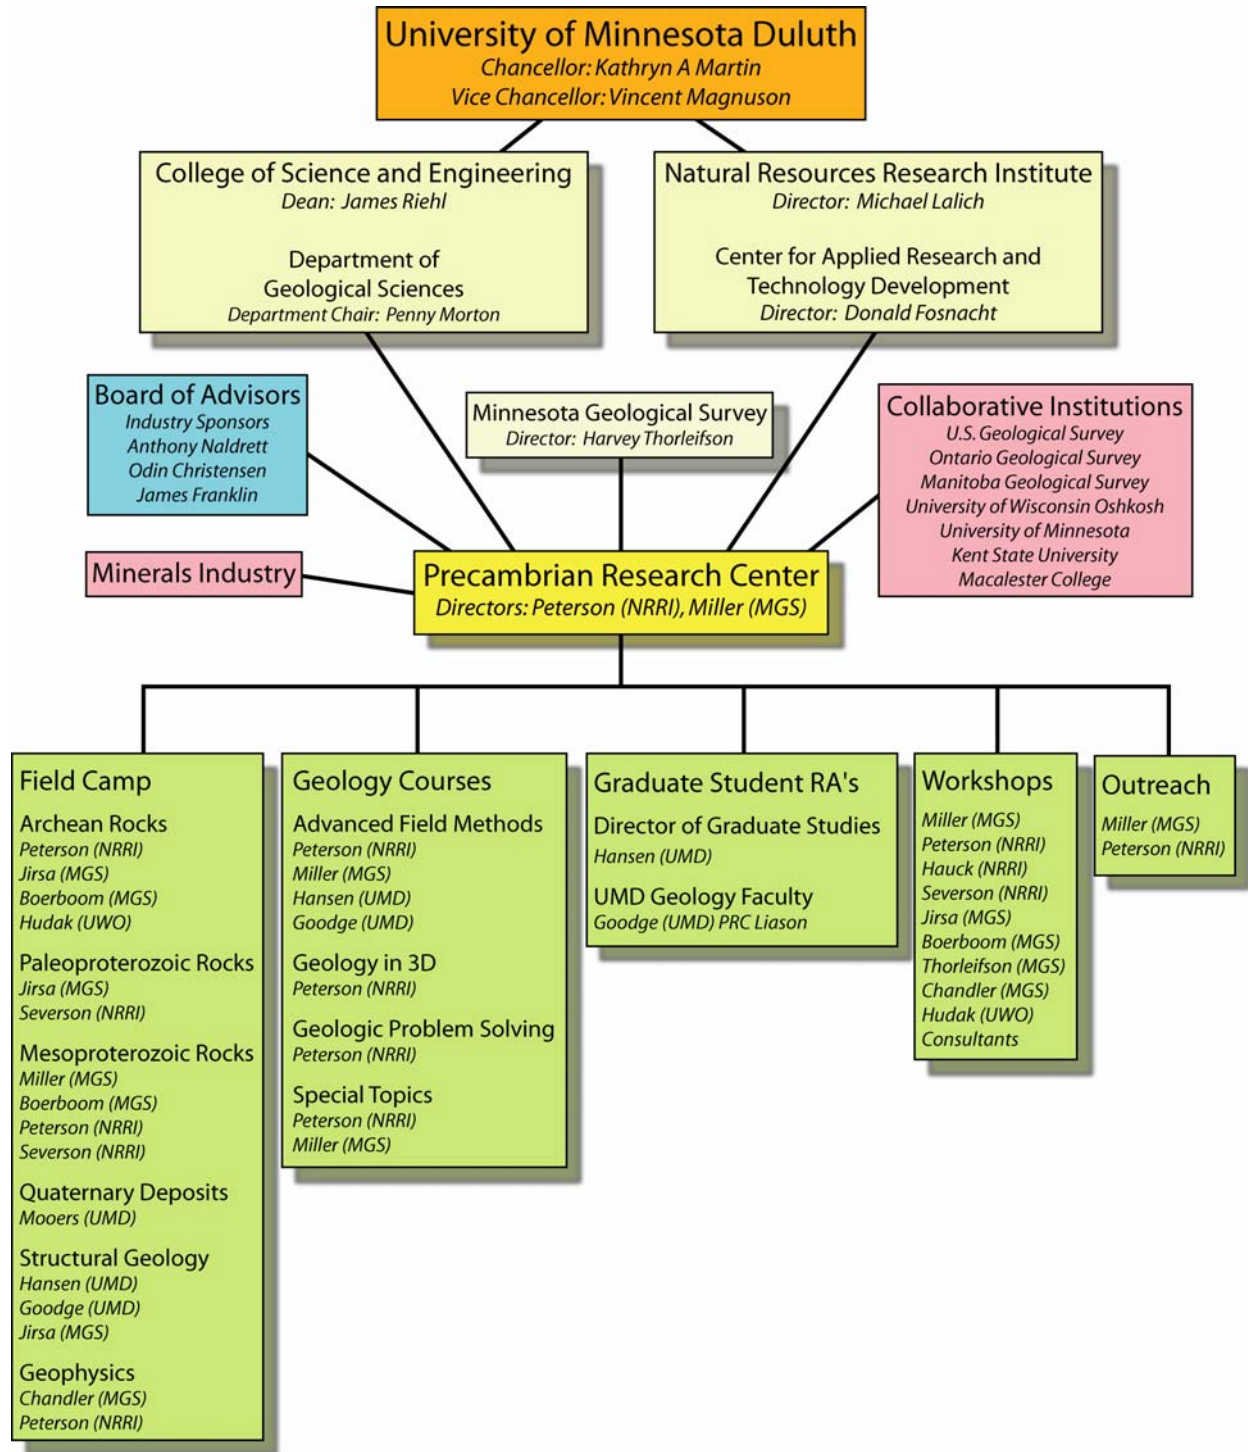 University of Minnesota Duluth
Chancellor: Kathryn A Martin
Vice Chancellor: Vincent Magnuson
College of Science and Engineering
Dean: James Riehl
Department of
Geological Sciences
Department Chair: Penny Morton
Natural Resources Research Institute
Director: Michael Lalich
Center for Applied Research and
Technology Development
Director: Donald Fosnacht
Board of Advisors
Industry Sponsors
Anthony Naldrett
Odin Christensen
James Franklin
Minnesota Geological Survey
Director: Harvey Thorleifson
Collaborative Institutions
U.S. Geological Survey
Ontario Geological Survey
Manitoba Geological Survey
University of Wisconsin Oshkosh
University of Minnesota
Kent State University
Macalester College
Minerals Industry
Precambrian Research Center
Directors: Peterson (NRRI), Miller (MGS)
Field Camp
Archean Rocks
Peterson (NRRI)
Jirsa (MGS)
Boerboom (MGS)
Hudak (UWO)
Paleoproterozoic Rocks
Jirsa (MGS)
Severson (NRRI)
Mesoproterozoic Rocks
Miller (MGS)
Boerboom (MGS)
Peterson (NRRI)
Severson (NRRI)
Quaternary Deposits
Mooers (UMD)
Structural Geology
Hansen (UMD)
Goodge (UMD)
Jirsa (MGS)
Geophysics
Chandler (MGS)
Peterson (NRRI)
Geology Courses
Advanced Field Methods
Peterson (NRRI)
Miller (MGS)
Hansen (UMD)
Goodge (UMD)
Geology in 3D
Peterson (NRRI)
Geologic Problem Solving
Peterson (NRRI)
Special Topics
Peterson (NRRI)
Miller (MGS)
Graduate Student RA's
Director of Graduate Studies
Hansen (UMD)
UMD Geology Faculty
Goodge (UMD) PRC Liason
Workshops
Miller (MGS)
Peterson (NRRI)
Hauck (NRRI)
Severson (NRRI)
Jirsa (MGS)
Boerboom (MGS)
Thorleifson (MGS)
Chandler (MGS)
Hudak (UWO)
Consultants
Outreach
Miller (MGS)
Peterson (NRRI)